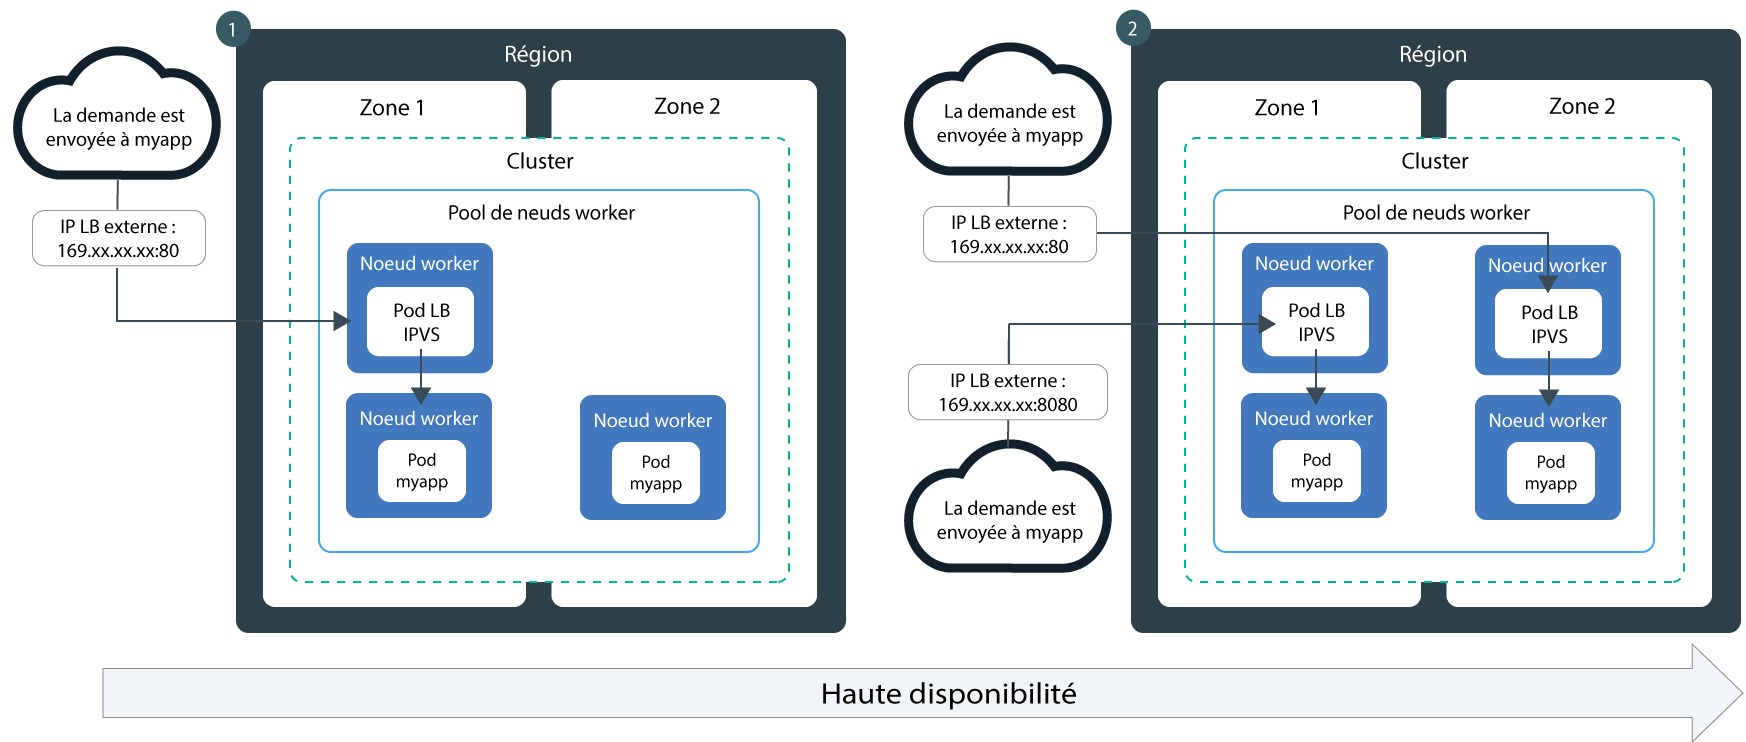 1
La demande est
envoyée à myapp
IP LB externe :
169.xx.xx.xx:80
Région
Zone 1
Zone 2
Cluster
Pool de neuds worker
Noeud worker
Pod LB
IPVS
Noeud worker
Pod
myapp
Noeud worker
Pod
myapp
2
La demande est
envoyée à myapp
IP LB externe :
169.xx.xx.xx:80
IP LB externe :
169.xx.xx.xx:8080
La demande est
envoyée à myapp
Région
Zone 1
Zone 2
Cluster
Pool de neuds worker
Noeud worker
Pod LB
IPVS
Noeud worker
Pod LB
IPVS
Noeud worker
Pod
myapp
Noeud worker
Pod
myapp
Haute disponibilité